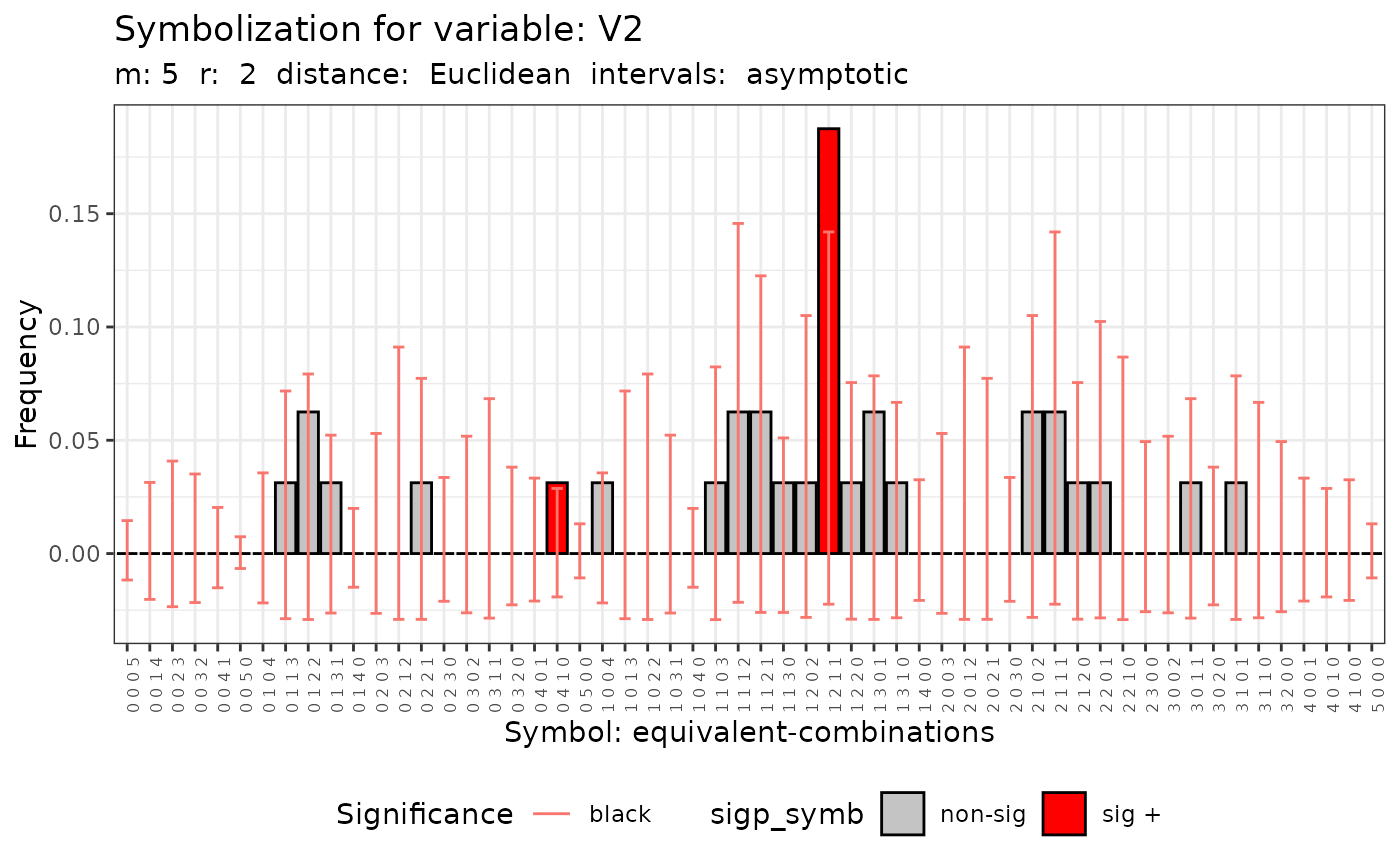 Symbolization for variable: V2
m: 5 r: 2 distance: Euclidean intervals: asymptotic
Frequency
0.15
0.10
0.05
0.00
0 0 0 5
0 0 1 4
0 0 2 3
0 0 3 2
0 0 4 1
0 0 5 0
0 1 0 4
0 1 1 3
0 1 2 2
0 1 3 1
0 1 4 0
0 2 0 3
0 2 1 2
0 2 2 1
0 2 3 0
0 3 0 2
0 3 1 1
0 3 2 0
0 4 0 1
0 4 1 0
0 5 0 0
1 0 0 4
1 0 1 3
1 0 2 2
1 0 3 1
1 0 4 0
1 1 0 3
1 1 1 2
1 1 2 1
1 1 3 0
1 2 0 2
1 2 1 1
1 2 2 0
1 3 0 1
1 3 1 0
1 4 0 0
2 0 0 3
2 0 1 2
2 0 2 1
2 0 3 0
2 1 0 2
2 1 1 1
2 1 2 0
2 2 0 1
2 2 1 0
2 3 0 0
3 0 0 2
3 0 1 1
3 0 2 0
3 1 0 1
3 1 1 0
3 2 0 0
4 0 0 1
4 0 1 0
4 1 0 0
5 0 0 0
Symbol: equivalent-combinations
Significance black sigp_symb non-sig sig +